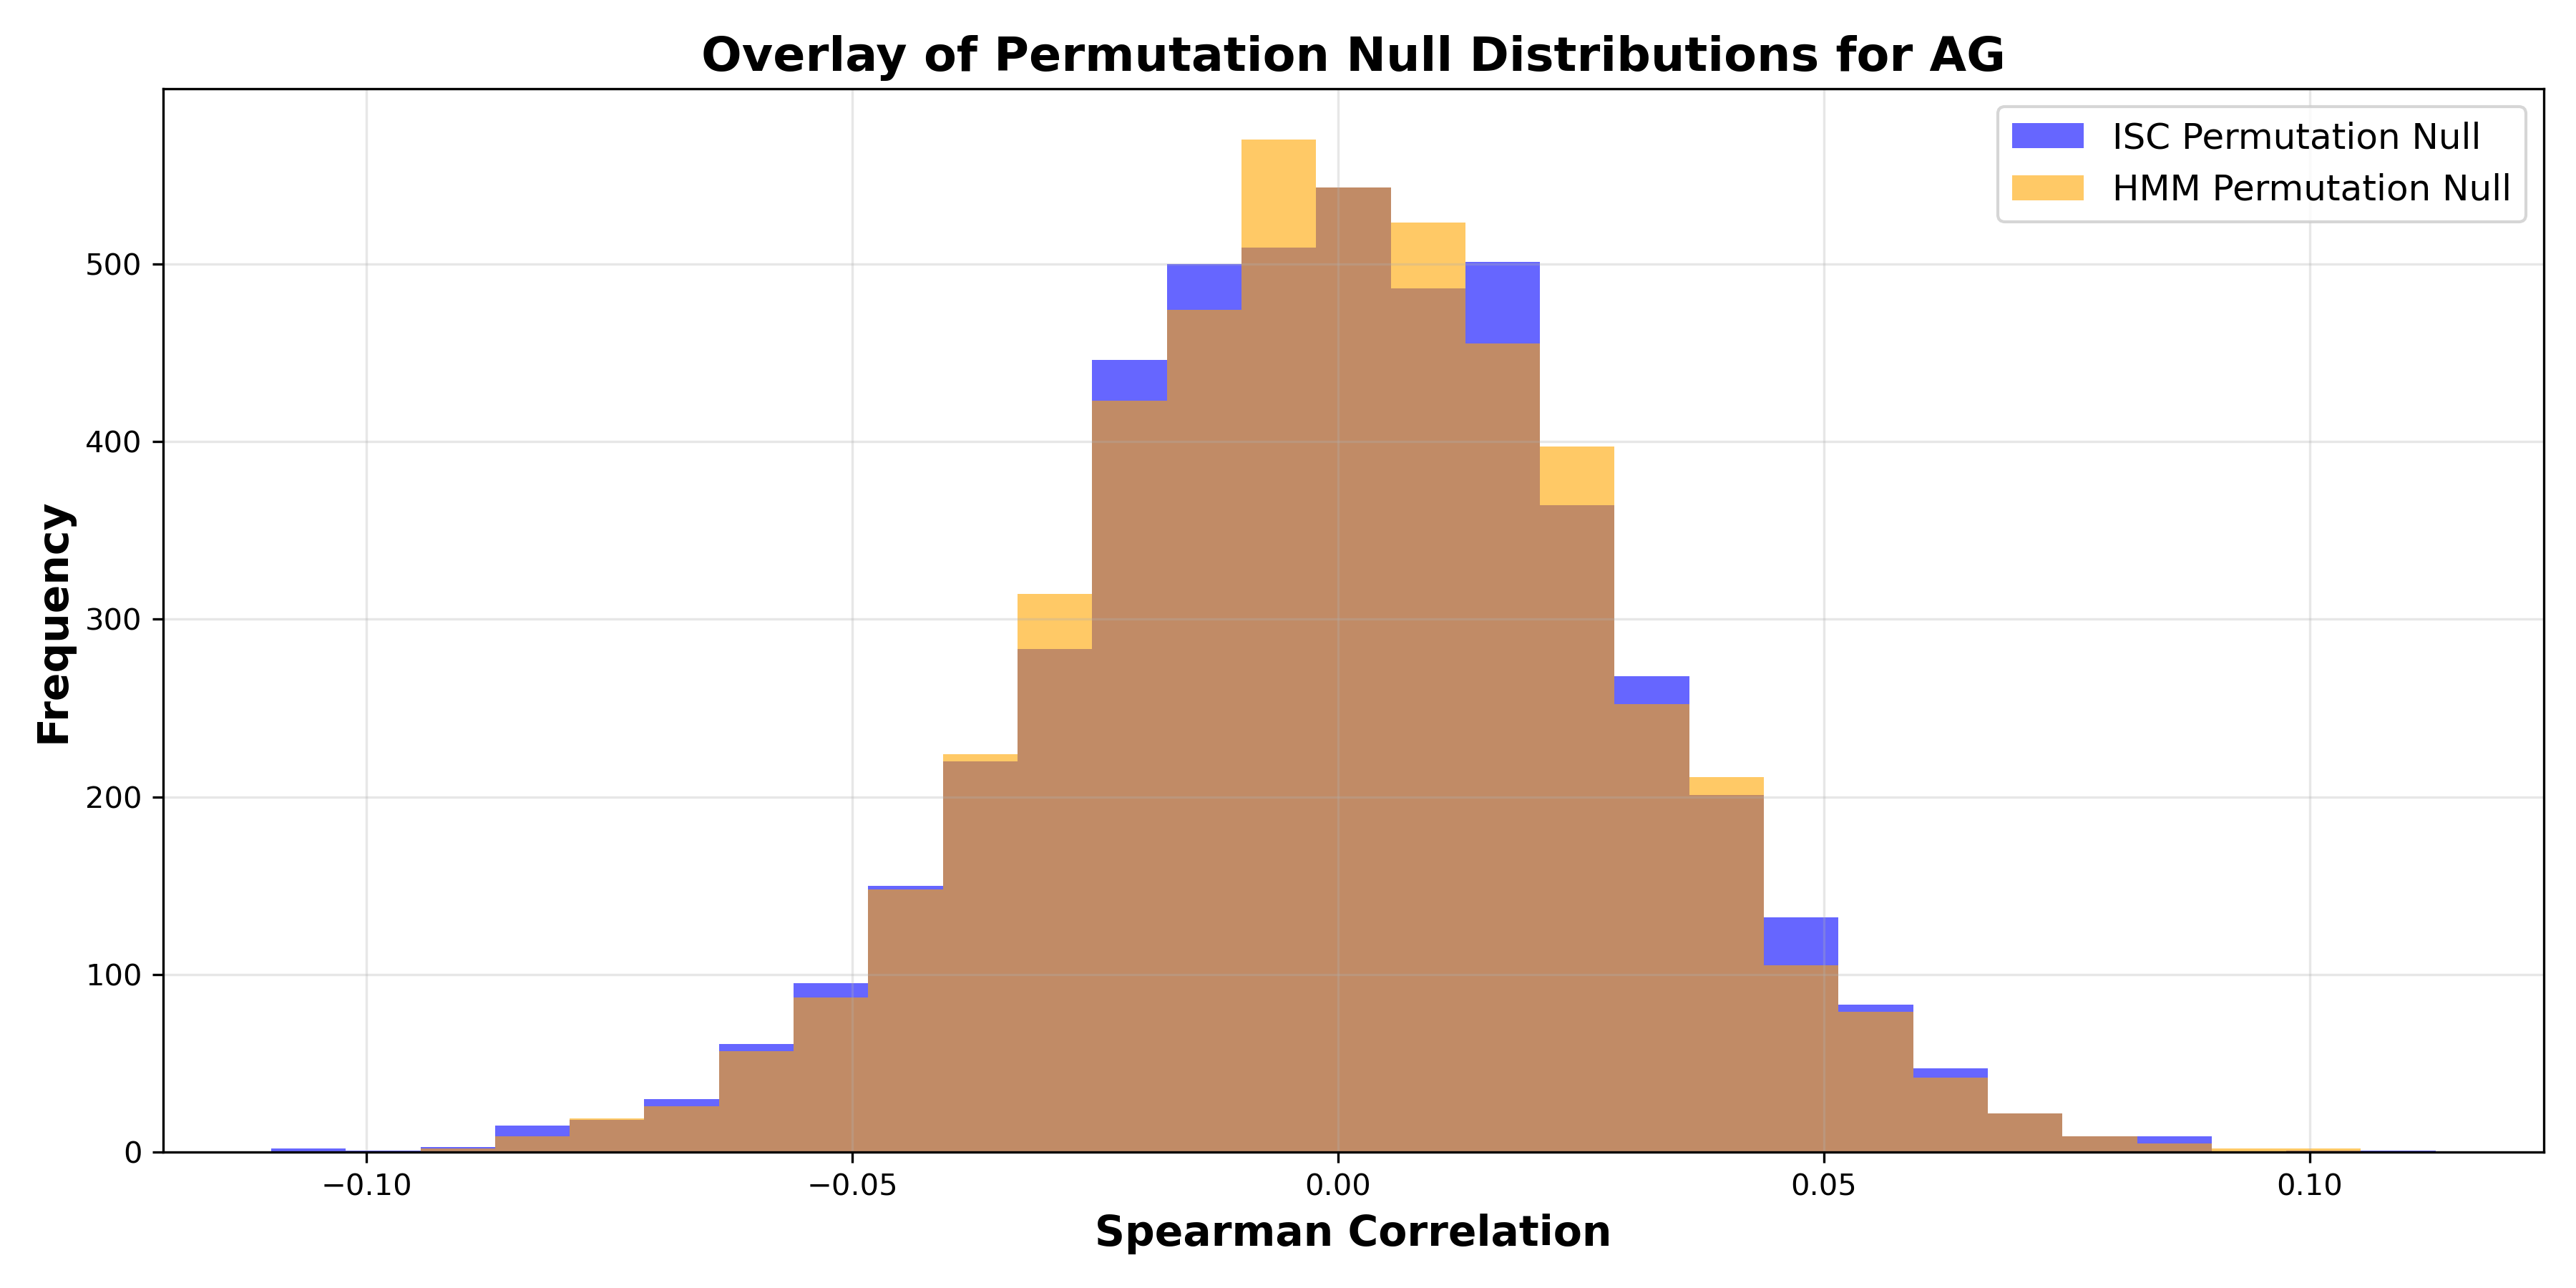 Overlay of Permutation Null Distributions for AG
ISC Permutation Null
HMM Permutation Null
Frequency
500
400
300
200
100
0
−0.10
−0.05
0.00
0.05
0.10
Spearman Correlation